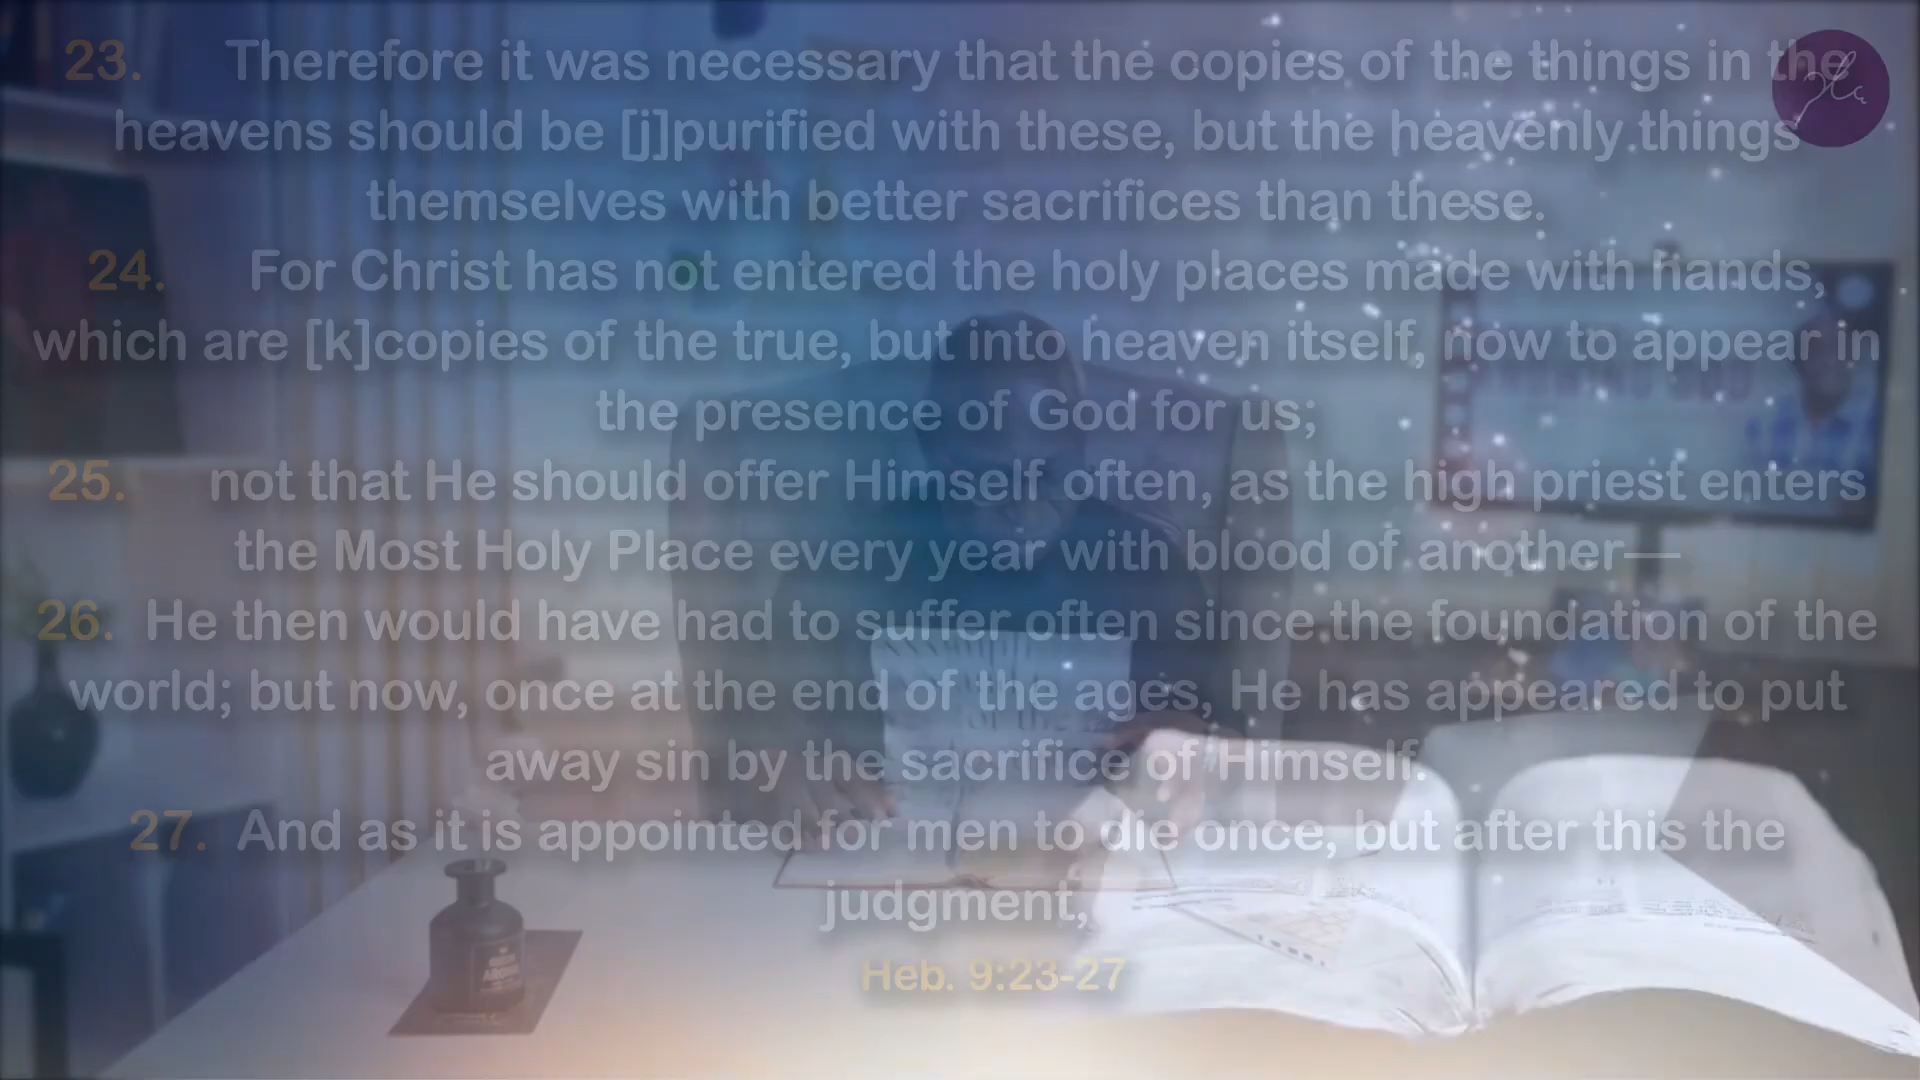 23. Therefore it was necessary that the copies of the things in the
heavens should be [j]purified with these, but the heavenly things
themselves with better sacrifices than these.
24. For Christ has not entered the holy places made with hands,
which are [k]copies of the true, but into heaven itself, now to appear in
the presence of God for us;
25. not that He should offer Himself often, as the high priest enters
the Most Holy Place every year with blood of another—
26. He then would have had to suffer often since the foundation of the
world; but now, once at the end of the ages, He has appeared to put
away sin by the sacrifice of Himself.
27. And as it is appointed for men to die once, but after this the
judgment,
Heb. 9:23-27